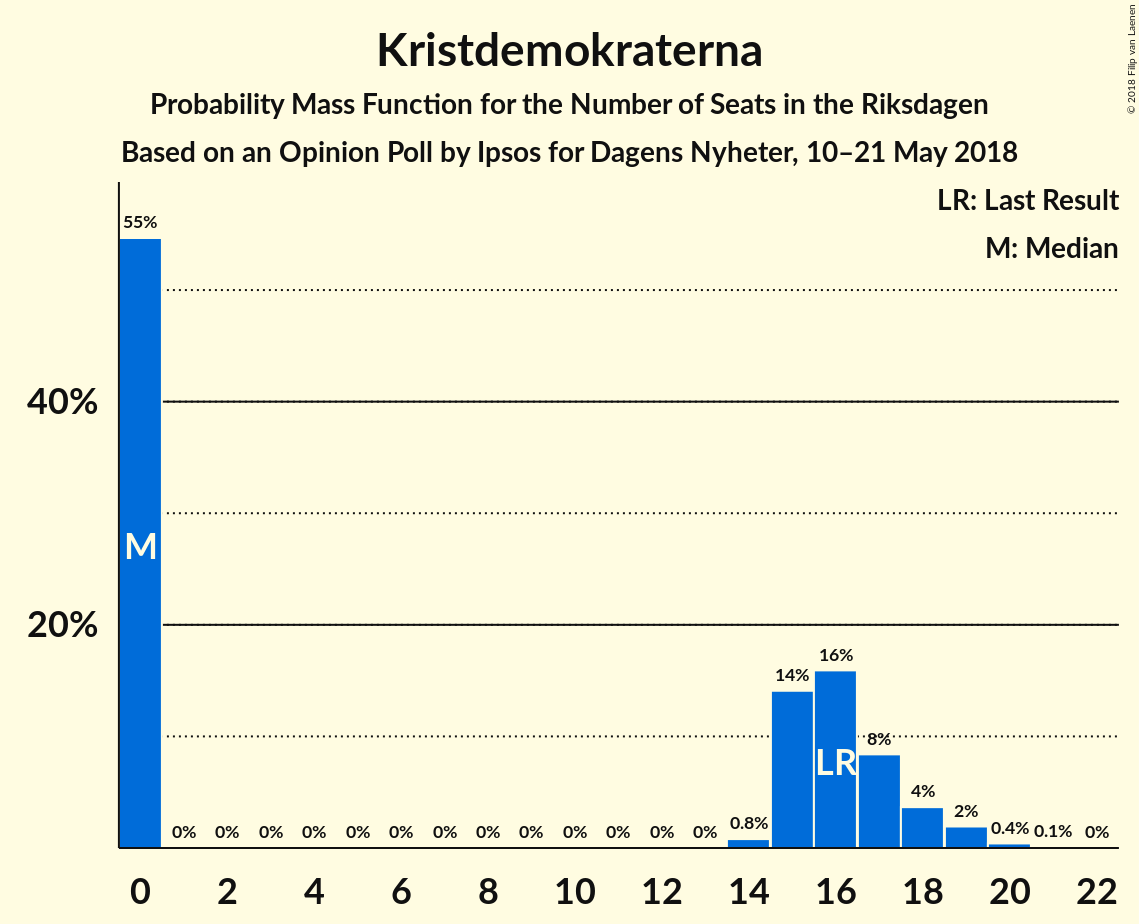 Kristdemokraterna
Probability Mass Function for the Number of Seats in the Riksdagen
Based on an Opinion Poll by Ipsos for Dagens Nyheter, 10–21 May 2018
© 2018 Filip van Laenen
LR: Last Result
M: Median
55%
40%
M
20%
16%
14%
LR
8%
4%
2%
0% 0% 0% 0% 0% 0% 0% 0% 0% 0% 0% 0% 0% 0.8% 0.4% 0.1% 0%
0 2 4 6 8 10 12 14 16 18 20 22